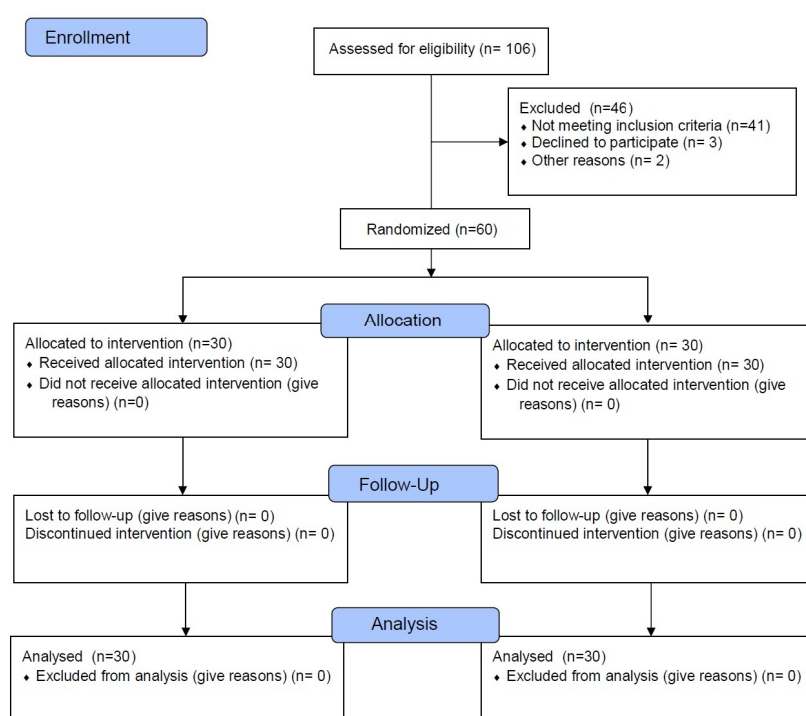 Enrollment
Assessed for eligibility (n= 106)
Excluded (n=46)
♦ Not meeting inclusion criteria (n=41)
♦ Declined to participate (n= 3)
♦ Other reasons (n= 2)
Randomized (n=60)
Allocation
Allocated to intervention (n=30)
♦ Received allocated intervention (n= 30)
♦ Did not receive allocated intervention (give
reasons) (n=0)
Allocated to intervention (n= 30)
♦ Received allocated intervention (n= 30)
♦ Did not receive allocated intervention (give
reasons) (n= 0)
Follow-Up
Lost to follow-up (give reasons) (n= 0)
Discontinued intervention (give reasons) (n= 0)
Lost to follow-up (give reasons) (n= 0)
Discontinued intervention (give reasons) (n= 0)
Analysis
Analysed (n=30)
♦ Excluded from analysis (give reasons) (n= 0)
Analysed (n=30)
♦ Excluded from analysis (give reasons) (n= 0)